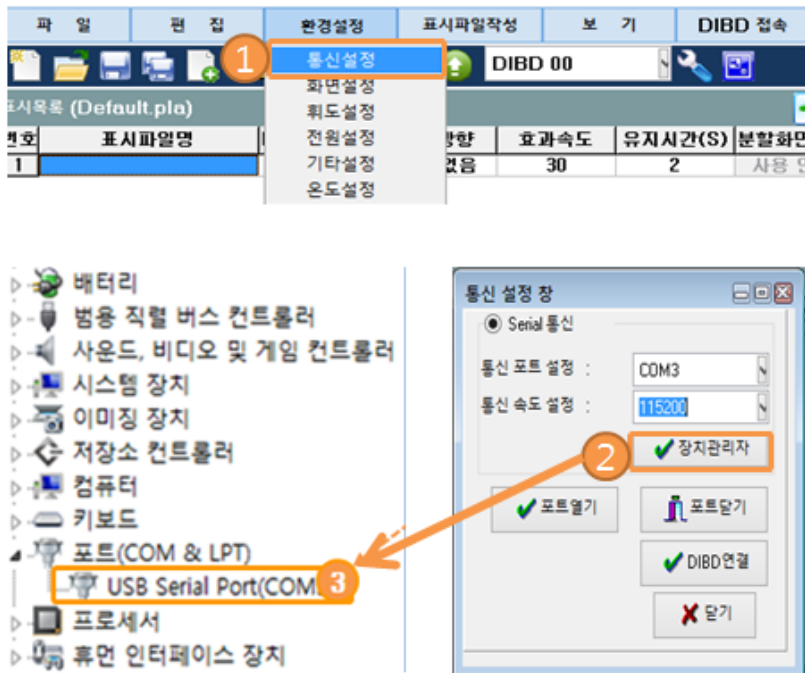 파 일 편 집 환경설정 표시파일작성 보 기 DIBD 접속
1 통신설정
DIBD 00
화면설정
휘도설정
전원설정
기타설정
온도설정
표시목록 (Default.pla)
번호 표시파일명 방향 효과속도 유지시간(S) 분할화면
1 없음 30 2 사용
배터리
범용 직렬 버스 컨트롤러
사운드, 비디오 및 게임 컨트롤러
시스템 장치
이미징 장치
저장소 컨트롤러
컴퓨터
키보드
포트(COM & LPT)
USB Serial Port(COM 3
프로세서
휴먼 인터페이스 장치
통신 설정 창
Serial 통신
통신 포트 설정 : COM3
통신 속도 설정 : 115200
2 장치관리자
포트열기 포트닫기
DIBD연결
닫기